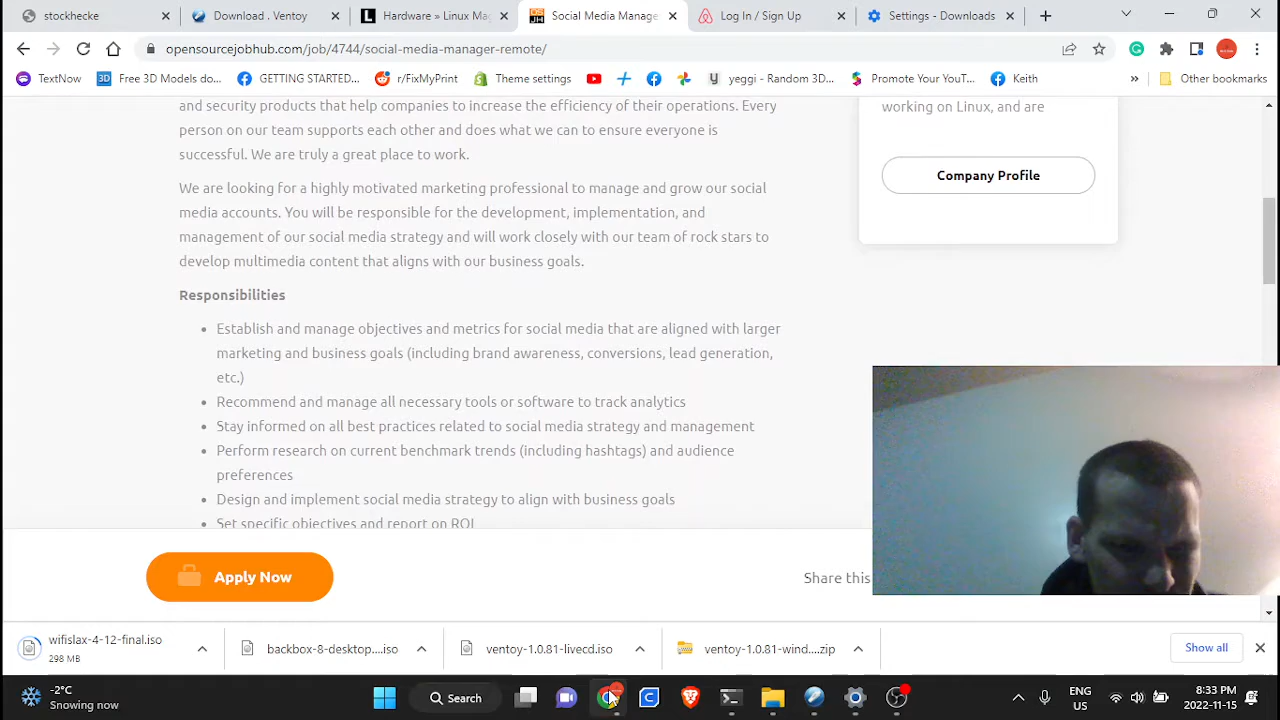 stockhecke
Download . Ventoy
Hardware » Linux Mag
Social Media Manage
Log In / Sign Up
Settings - Downloads
opensourcejobhub.com/job/4744/social-media-manager-remote/
TextNow
Free 3D Models do...
GETTING STARTED...
r/FixMyPrint
Theme settings
yeggi - Random 3D...
Promote Your YouT...
Keith
»
Other bookmarks
and security products that help companies to increase the efficiency of their operations. Every
person on our team supports each other and does what we can to ensure everyone is
successful. We are truly a great place to work.
We are looking for a highly motivated marketing professional to manage and grow our social
media accounts. You will be responsible for the development, implementation, and
management of our social media strategy and will work closely with our team of rock stars to
develop multimedia content that aligns with our business goals.
Responsibilities
• Establish and manage objectives and metrics for social media that are aligned with larger
marketing and business goals (including brand awareness, conversions, lead generation,
etc.)
• Recommend and manage all necessary tools or software to track analytics
• Stay informed on all best practices related to social media strategy and management
• Perform research on current benchmark trends (including hashtags) and audience
preferences
• Design and implement social media strategy to align with business goals
• Set specific objectives and report on ROI
working on Linux, and are
Company Profile
Apply Now
Share this
wifislax-4-12-final.iso
298 MB
backbox-8-desktop....iso
ventoy-1.0.81-livecd.iso
ventoy-1.0.81-wind....zip
Show all
-2°C
Snowing now
Search
ENG
US
8:33 PM
2022-11-15